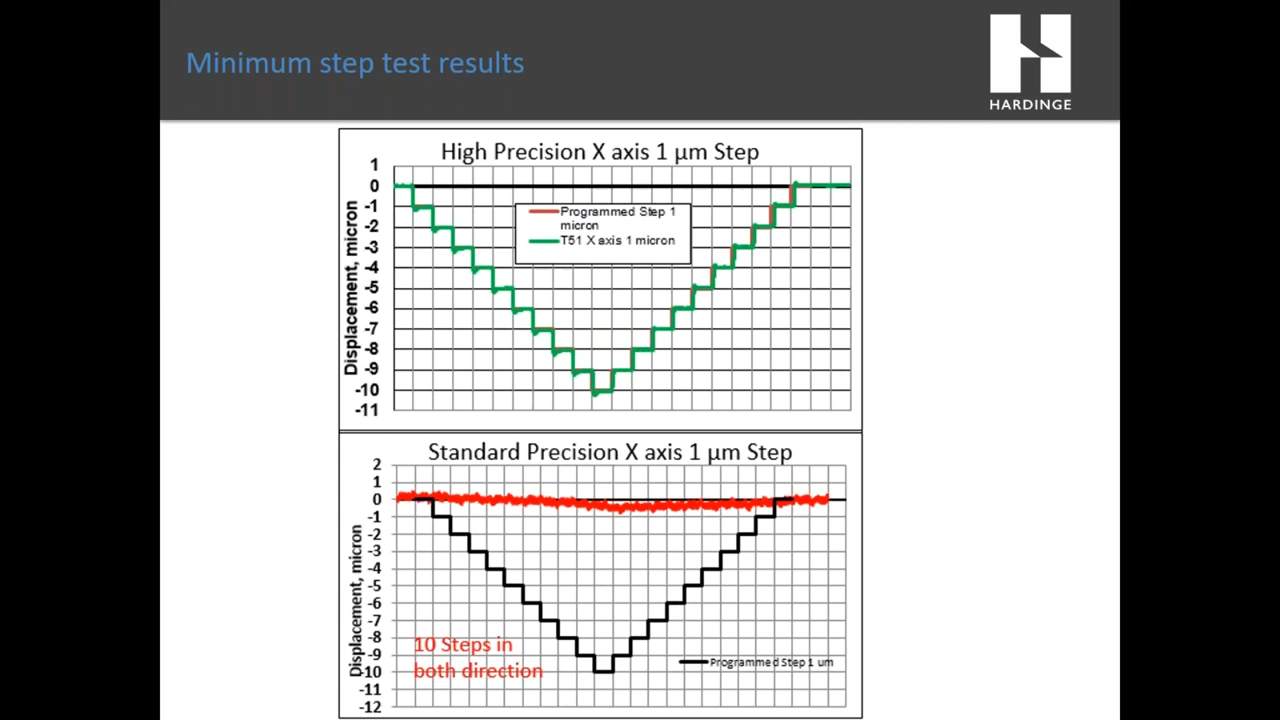 Minimum step test results
HARDINGE
High Precision X axis 1 µm Step
Displacement, micron
1
0
-1
-2
-3
-4
-5
-6
-7
-8
-9
-10
-11
Programmed Step 1
micron
T51 X axis 1 micron
Standard Precision X axis 1 µm Step
Displacement, micron
2
1
0
-1
-2
-3
-4
-5
-6
-7
-8
-9
-10
-11
-12
10 Steps in
both direction
Programmed Step 1 um